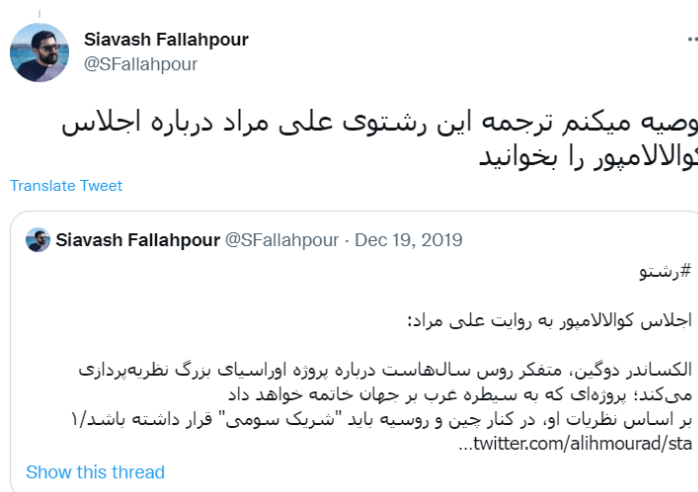 Siavash Fallahpour
@SFallahpour
وصیه میکنم ترجمه این رشتوی علی مراد درباره اجلاس
کوالالامپور را بخوانید
Translate Tweet
Siavash Fallahpour @SFallahpour · Dec 19, 2019
#رشتو
اجلاس کوالالامپور به روایت علی مراد:
الکساندر دوگین، متفکر روس سال‌هاست درباره پروژه اوراسیای بزرگ نظریه‌پردازی
می‌کند؛ پروژه‌ای که به سیطره غرب بر جهان خاتمه خواهد داد
بر اساس نظریات او، در کنار چین و روسیه باید "شریک سومی" قرار داشته باشد/۱
twitter.com/alihmourad/sta…
Show this thread